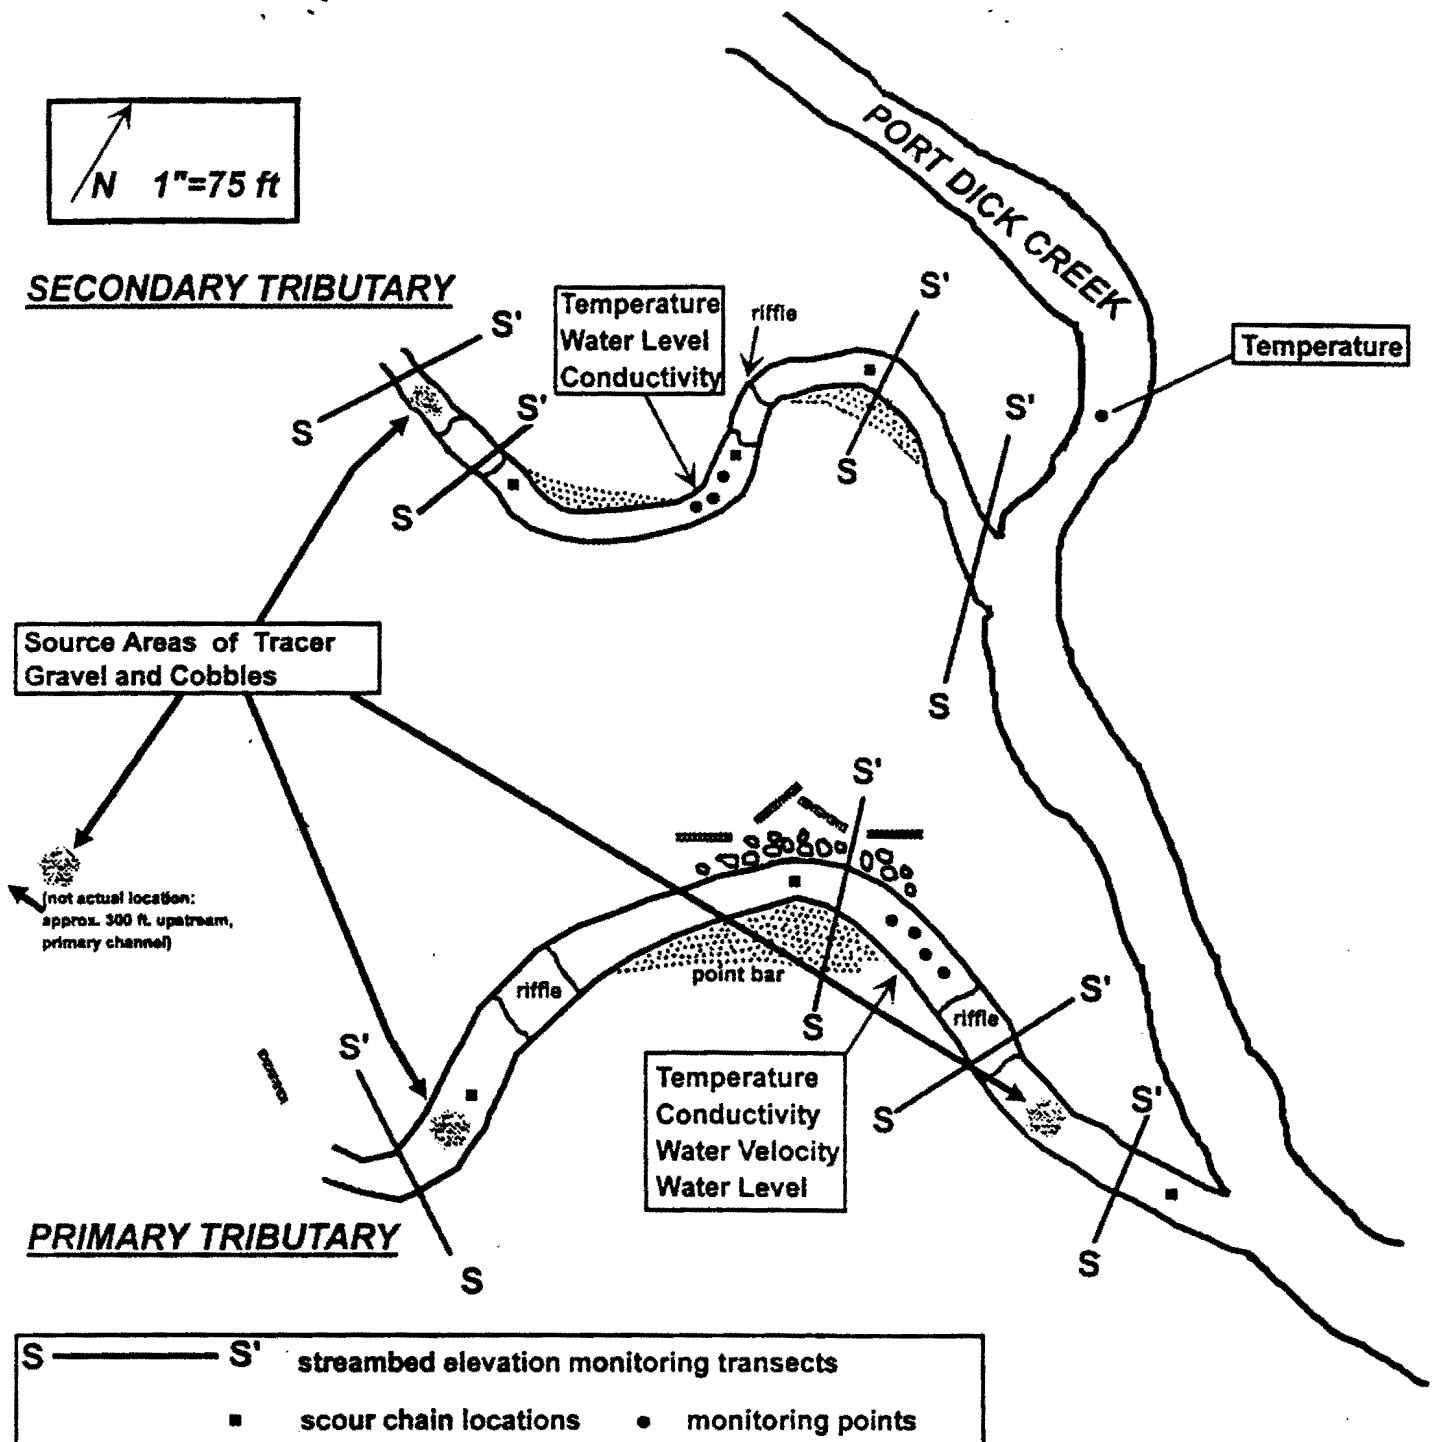 N 1"=75 ft
PORT DICK CREEK
SECONDARY TRIBUTARY
Temperature
Water Level
Conductivity
riffle
S'
S'
S'
S'
Temperature
S
S
S
S
Source Areas of Tracer
Gravel and Cobbles
(not actual location:
approx. 300 ft. upstream,
primary channel)
S'
point bar
riffle
riffle
S'
S
S'
S
S'
Temperature
Conductivity
Water Velocity
Water Level
S
S
PRIMARY TRIBUTARY
S S' streambed elevation monitoring transects
scour chain locations
monitoring points